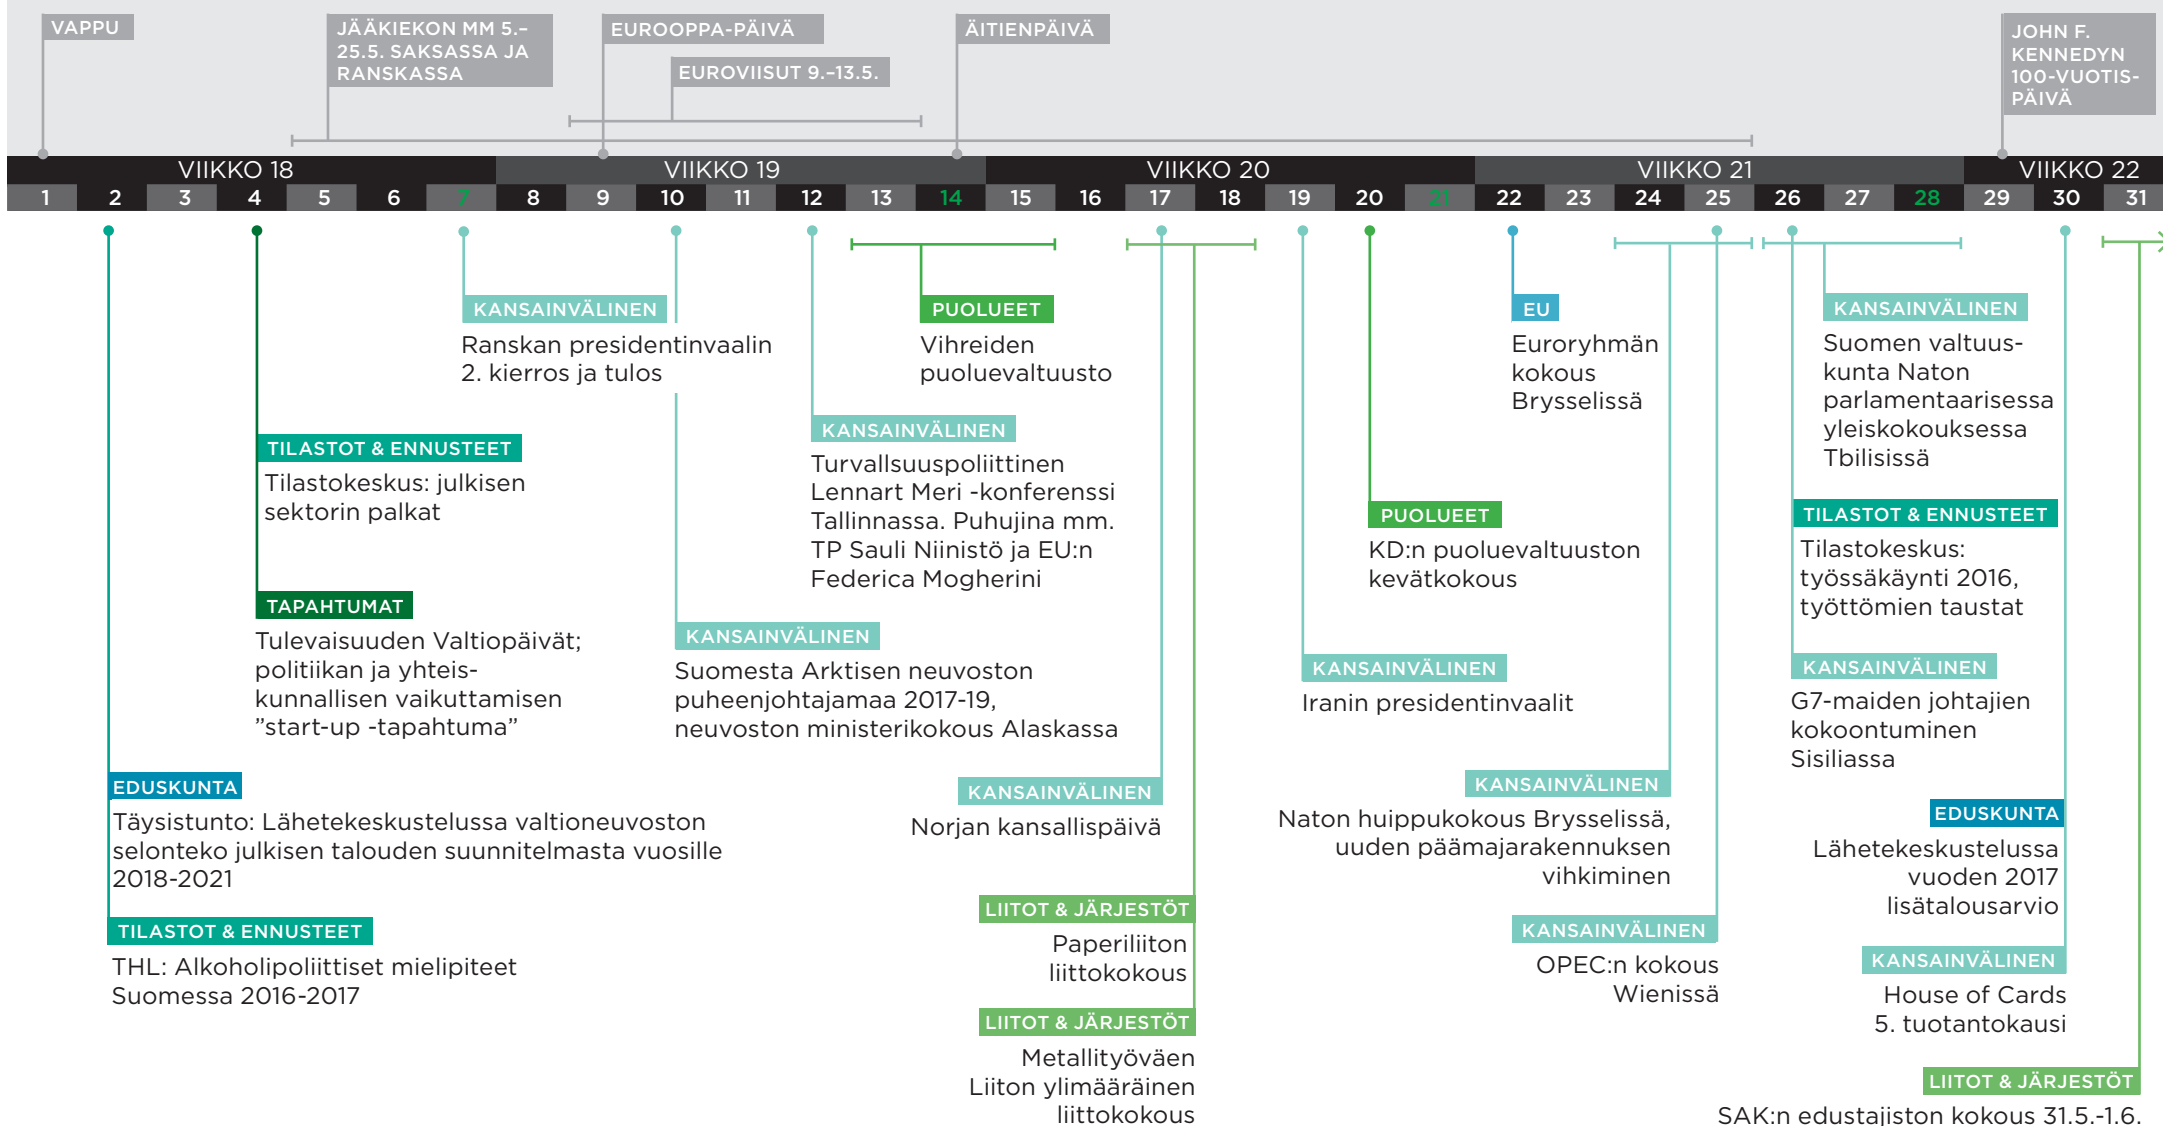 VAPPU
JÄÄKIEKON MM 5.–
25.5. SAKSASSA JA
RANSKASSA
EUROOPPA-PÄIVÄ
EUROVIISUT 9.–13.5.
ÄITIENPÄIVÄ
JOHN F.
KENNEDYN
100-VUOTIS-
PÄIVÄ
VIIKKO 18 VIIKKO 19 VIIKKO 20 VIIKKO 21 VIIKKO 22
1 2 3 4 5 6 7 8 9 10 11 12 13 14 15 16 17 18 19 20 21 22 23 24 25 26 27 28 29 30 31
KANSAINVÄLINEN
Ranskan presidentinvaalin
2. kierros ja tulos
PUOLUEET
Vihreiden
puoluevaltuusto
EU
Euroryhmän
kokous
Brysselissä
KANSAINVÄLINEN
Suomen valtuus-
kunta Naton
parlamentaarisessa
yleiskokouksessa
Tbilisissä
TILASTOT & ENNUSTEET
Tilastokeskus: julkisen
sektorin palkat
KANSAINVÄLINEN
Turvallsuuspoliittinen
Lennart Meri -konferenssi
Tallinnassa. Puhujina mm.
TP Sauli Niinistö ja EU:n
Federica Mogherini
PUOLUEET
KD:n puoluevaltuuston
kevätkokous
TILASTOT & ENNUSTEET
Tilastokeskus:
työssäkäynti 2016,
työttömien taustat
TAPAHTUMAT
Tulevaisuuden Valtiopäivät;
politiikan ja yhteis-
kunnallisen vaikuttamisen
”start-up -tapahtuma”
KANSAINVÄLINEN
Suomesta Arktisen neuvoston
puheenjohtajamaa 2017-19,
neuvoston ministerikokous Alaskassa
KANSAINVÄLINEN
Iranin presidentinvaalit
KANSAINVÄLINEN
G7-maiden johtajien
kokoontuminen
Sisiliassa
EDUSKUNTA
Täysistunto: Lähetekeskustelussa valtioneuvoston
selonteko julkisen talouden suunnitelmasta vuosille
2018-2021
KANSAINVÄLINEN
Norjan kansallispäivä
KANSAINVÄLINEN
Naton huippukokous Brysselissä,
uuden päämajarakennuksen
vihkiminen
EDUSKUNTA
Lähetekeskustelussa
vuoden 2017
lisätalousarvio
TILASTOT & ENNUSTEET
THL: Alkoholipoliittiset mielipiteet
Suomessa 2016-2017
LIITOT & JÄRJESTÖT
Paperiliiton
liittokokous
KANSAINVÄLINEN
OPEC:n kokous
Wienissä
KANSAINVÄLINEN
House of Cards
5. tuotantokausi
LIITOT & JÄRJESTÖT
Metallityöväen
Liiton ylimääräinen
liittokokous
LIITOT & JÄRJESTÖT
SAK:n edustajiston kokous 31.5.-1.6.